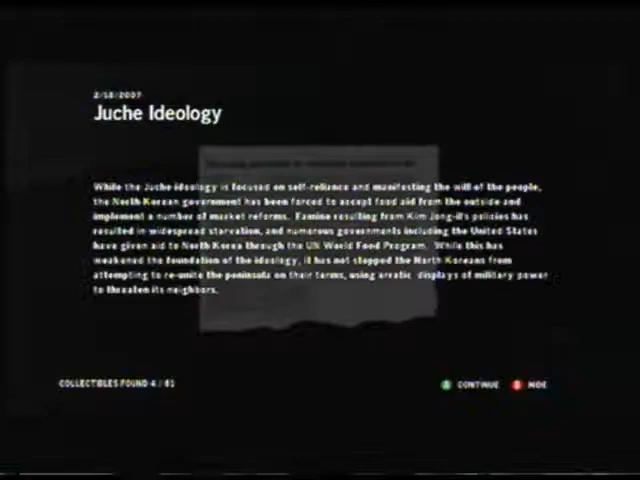 2/18/2007
Juche Ideology
While the Juche ideology is focused on self-reliance and manifesting the will of the people,
the North Korean government has been forced to accept food aid from the outside and
implement a number of market reforms. Famine resulting from Kim Jong-il's policies has
resulted in widespread starvation, and numerous governments including the United States
have given aid to North Korea through the UN World Food Program. While this has
weakened the foundation of the ideology, it has not stopped the North Koreans from
attempting to re-unite the peninsula on their terms, using erratic displays of military power
to threaten its neighbors.
COLLECTIBLES FOUND 4 / 61
CONTINUE
HIDE